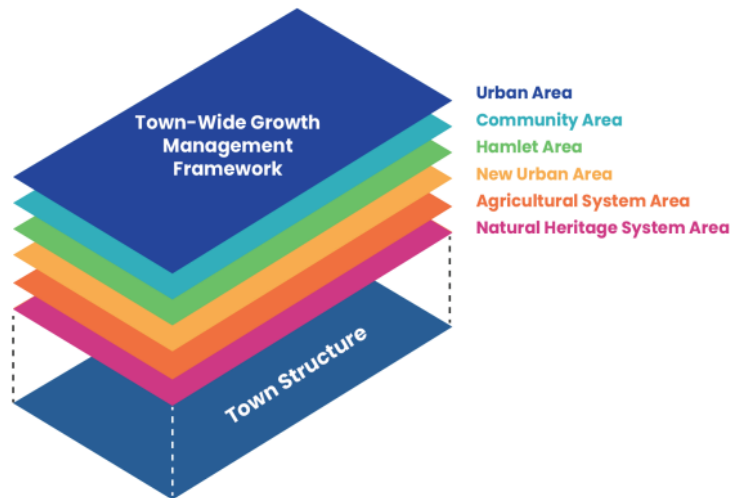 Town-Wide Growth
Management
Framework
Urban Area
Community Area
Hamlet Area
New Urban Area
Agricultural System Area
Natural Heritage System Area
Town Structure